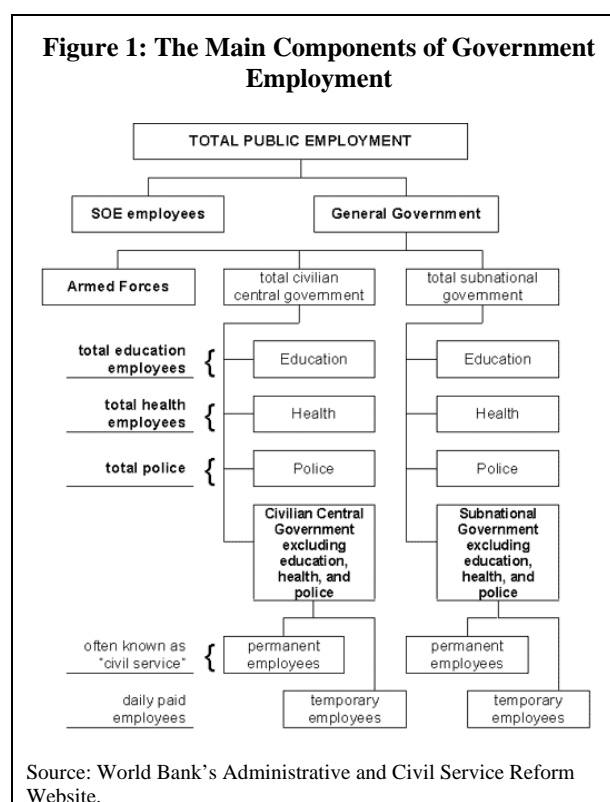 Figure 1: The Main Components of Government
Employment
TOTAL PUBLIC EMPLOYMENT
SOE employees
General Government
Armed Forces
total civilian
central government
total subnational
government
total education
employees
{
Education
Education
total health
employees
{
Health
Health
total police
{
Police
Police
Civilian Central
Government
excluding
education,
health, and
police
Subnational
Government
excluding
education,
health,and
police
often known as
"civil service"
{
permanent
employees
permanent
employees
daily paid
employees
temporary
employees
temporary
employees
Source: World Bank’s Administrative and Civil Service Reform
Website.